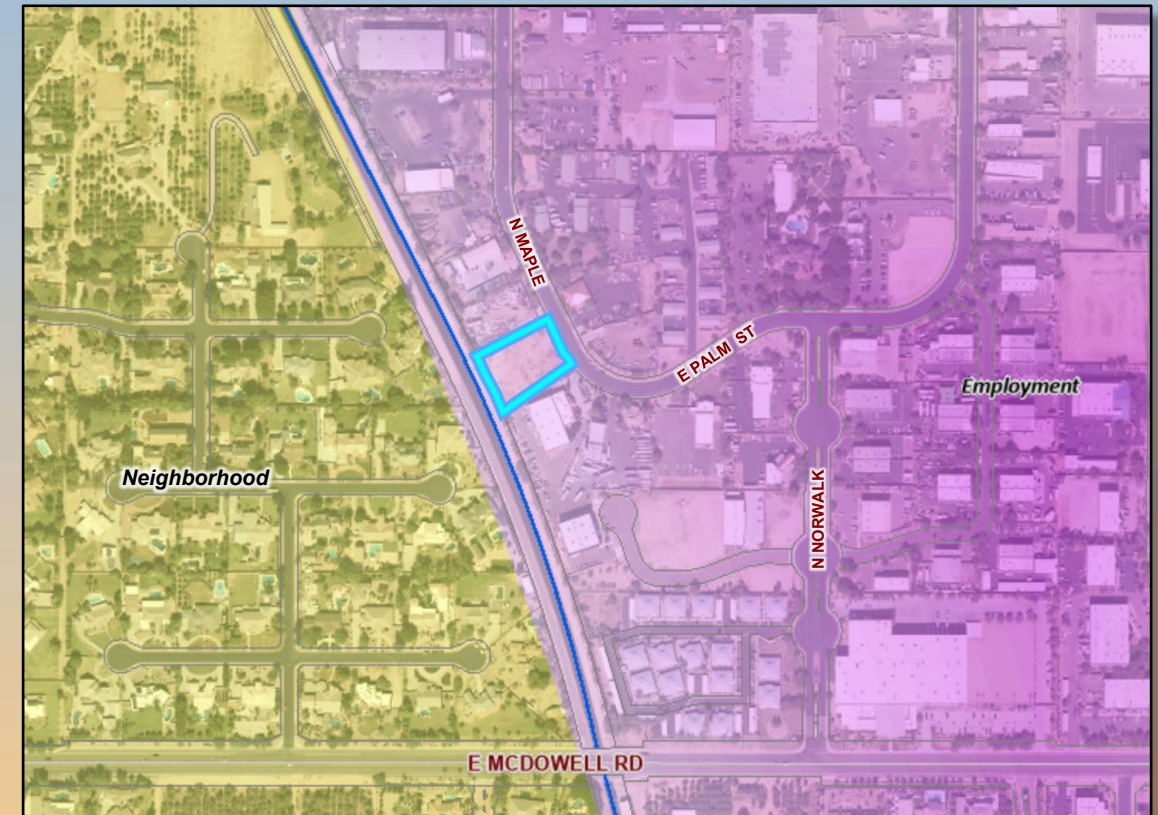 N MAPLE
E PALM ST
Employment
Neighborhood
N NORWALK
E MCDOWELL RD